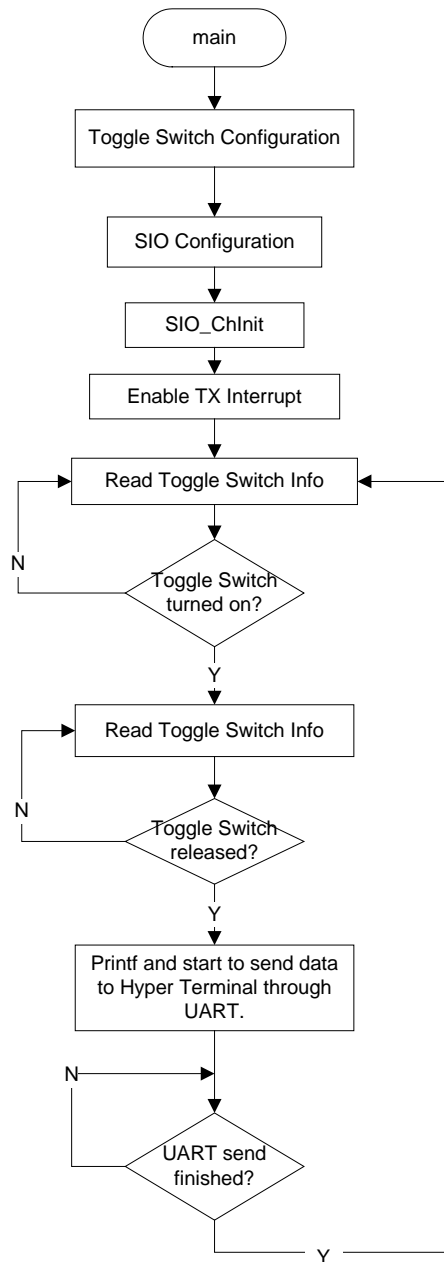 main
Toggle Switch Configuration
SIO Configuration
SIO_ChInit
Enable TX Interrupt
Read Toggle Switch Info
N
Toggle Switch
turned on?
Y
Read Toggle Switch Info
N
Toggle Switch
released?
Y
Printf and start to send data
to Hyper Terminal through
UART.
N
UART send
finished?
Y